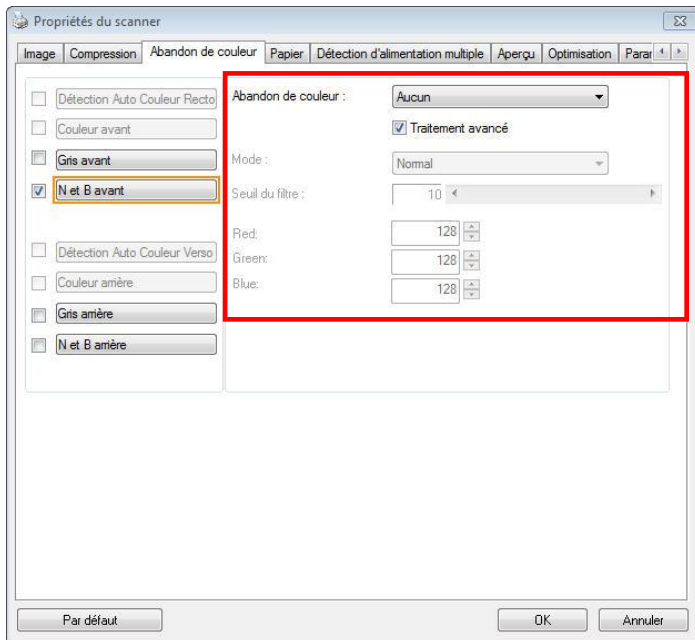 Propriétés du scanner
Image Compression Abandon de couleur Papier Détection d'alimentation multiple Aperçu Optimisation Parar
Détection Auto Couleur Recto
Couleur avant
Gris avant
N et B avant
Détection Auto Couleur Verso
Couleur arrière
Gris arrière
N et B arrière
Abandon de couleur : Aucun
Traitement avancé
Mode : Normal
Seuil du filtre : 10
Red: 128
Green: 128
Blue: 128
Par défaut OK Annuler